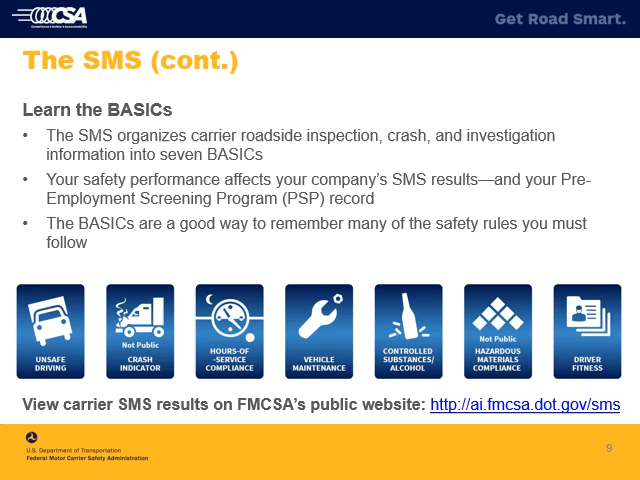 CSA
Compliance • Safety • Accountability
Get Road Smart.
The SMS (cont.)
Learn the BASICs
• The SMS organizes carrier roadside inspection, crash, and investigation
information into seven BASICs
• Your safety performance affects your company’s SMS results—and your Pre-
Employment Screening Program (PSP) record
• The BASICs are a good way to remember many of the safety rules you must
follow
UNSAFE
DRIVING
Not Public
CRASH
INDICATOR
HOURS-OF
-SERVICE
COMPLIANCE
VEHICLE
MAINTENANCE
CONTROLLED
SUBSTANCES/
ALCOHOL
Not Public
HAZARDOUS
MATERIALS
COMPLIANCE
DRIVER
FITNESS
View carrier SMS results on FMCSA’s public website: http://ai.fmcsa.dot.gov/sms
U.S. Department of Transportation
Federal Motor Carrier Safety Administration
9